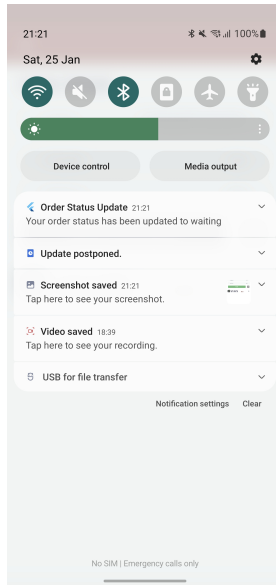 21:21
100%
Sat, 25 Jan
Device control
Media output
Order Status Update 21:21
Your order status has been updated to waiting
Update postponed.
Screenshot saved 21:21
Tap here to see your screenshot.
Video saved 18:39
Tap here to see your recording.
USB for file transfer
Notification settings
Clear
No SIM | Emergency calls only